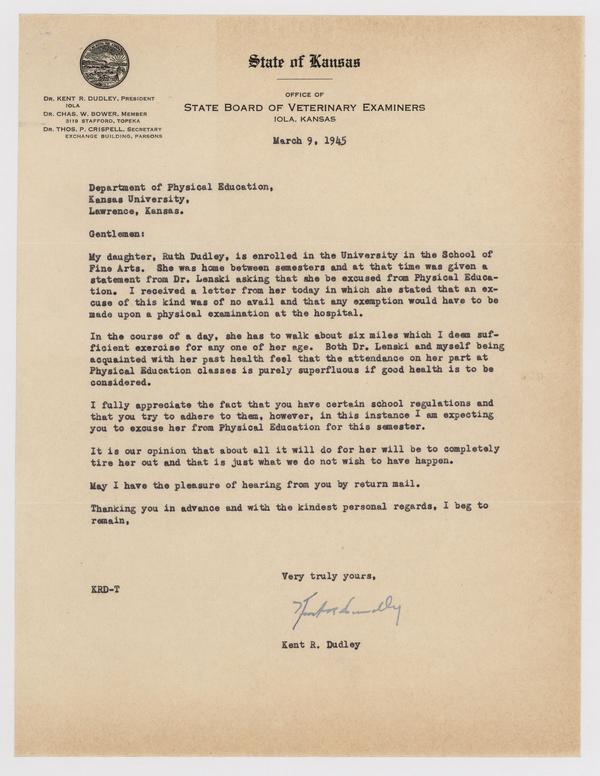 State of Kansas
OFFICE OF
STATE BOARD OF VETERINARY EXAMINERS
IOLA, KANSAS
DR. KENT R. DUDLEY, PRESIDENT
IOLA
DR. CHAS. W. BOWER, MEMBER
3119 STAFFORD, TOPEKA
DR. THOS. P. CRISPELL, SECRETARY
EXCHANGE BUILDING, PARSONS
March 9, 1945
Department of Physical Education,
Kansas University,
Lawrence, Kansas.
Gentlemen:
My daughter, Ruth Dudley, is enrolled in the University in the School of
Fine Arts. She was home between semesters and at that time was given a
statement from Dr. Lenski asking that she be excused from Physical Educa-
tion. I received a letter from her today in which she stated that an ex-
cuse of this kind was of no avail and that any exemption would have to be
made upon a physical examination at the hospital.
In the course of a day, she has to walk about six miles which I deem suf-
ficient exercise for any one of her age. Both Dr. Lenski and myself being
acquainted with her past health feel that the attendance on her part at
Physical Education classes is purely superfluous if good health is to be
considered.
I fully appreciate the fact that you have certain school regulations and
that you try to adhere to them, however, in this instance I am expecting
you to excuse her from Physical Education for this semester.
It is our opinion that about all it will do for her will be to completely
tire her out and that is just what we do not wish to have happen.
May I have the pleasure of hearing from you by return mail.
Thanking you in advance and with the kindest personal regards, I beg to
remain,
Very truly yours,
KRD-T
Kent R Dudley
Kent R. Dudley